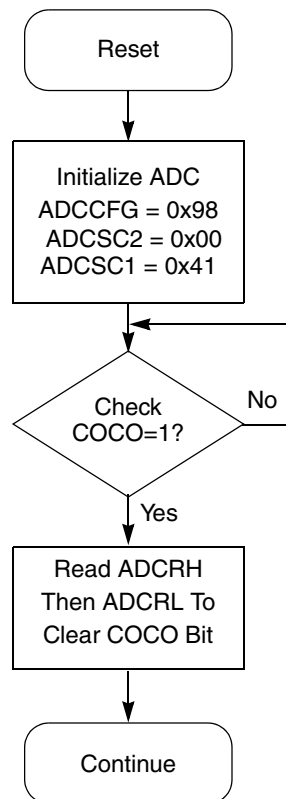 Reset
Initialize ADC
ADCCFG = 0x98
ADCSC2 = 0x00
ADCSC1 = 0x41
Check
COCO=1?
No
Yes
Read ADCRH
Then ADCRL To
Clear COCO Bit
Continue